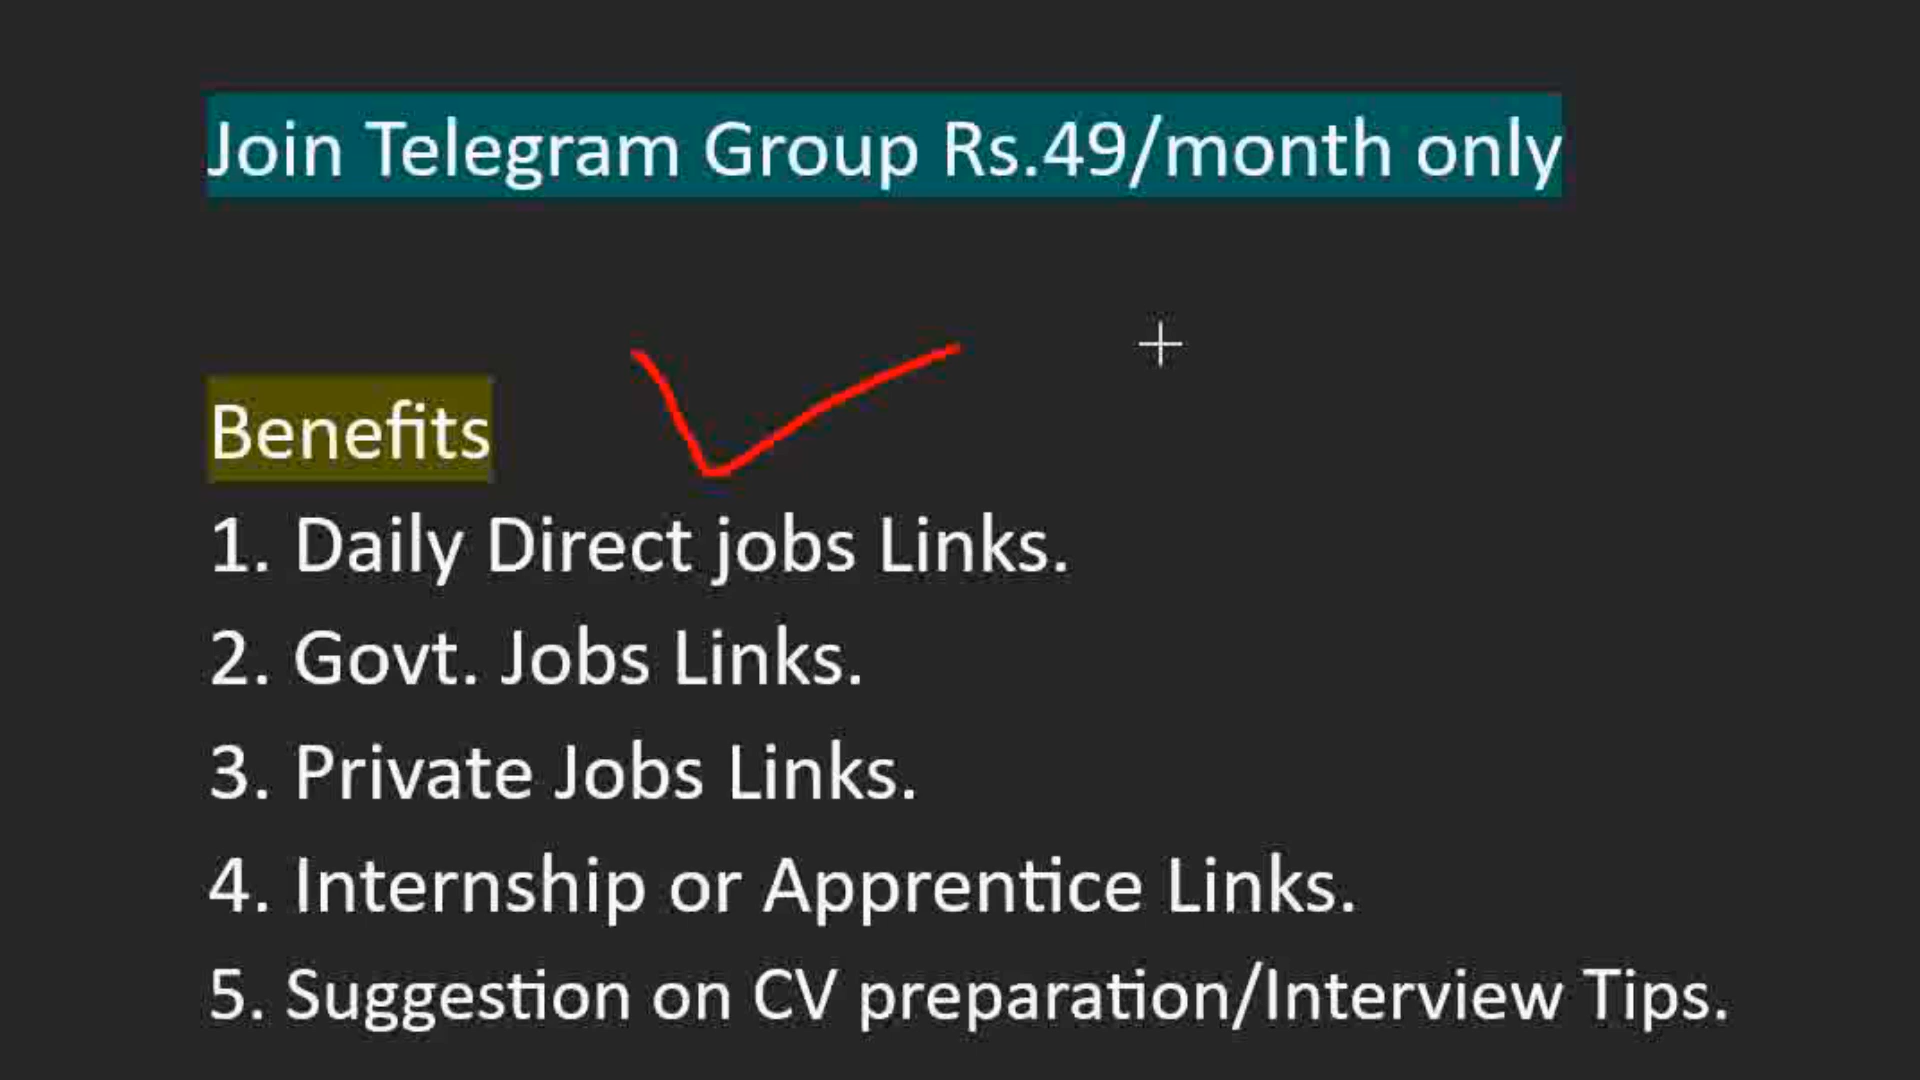 Join Telegram Group Rs.49/month only
Benefits
1. Daily Direct jobs Links.
2. Govt. Jobs Links.
3. Private Jobs Links.
4. Internship or Apprentice Links.
5. Suggestion on CV preparation/Interview Tips.